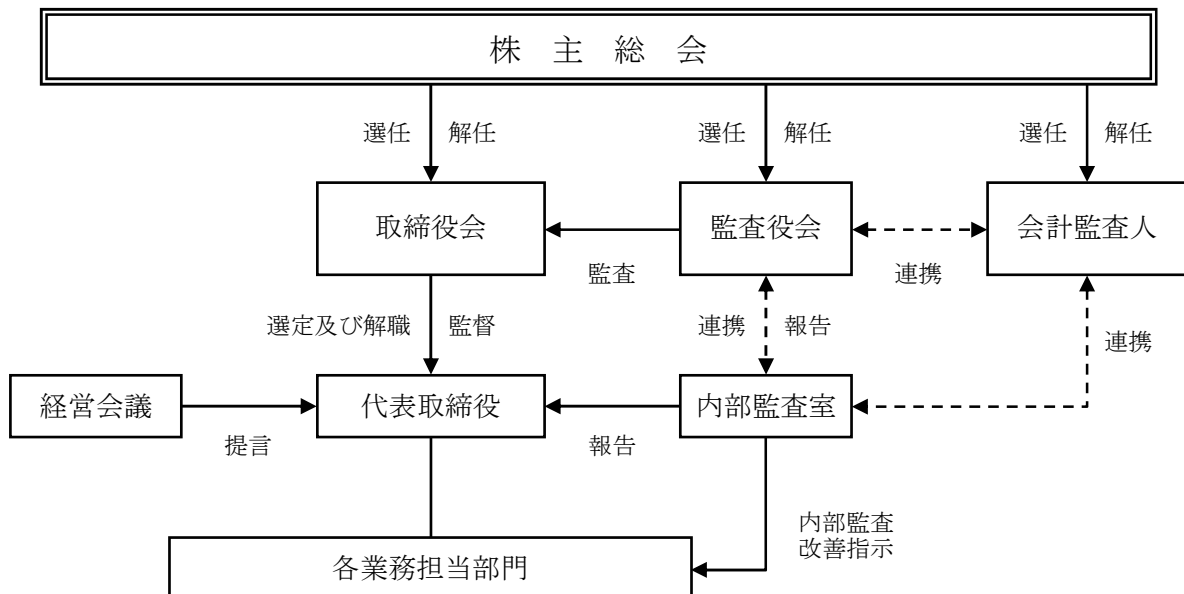 株　主　総　会
選任　解任
選任　解任
選任　解任
取締役会
監査役会
会計監査人
監査
連携
選定及び解職　監督
連携　報告
連携
経営会議
代表取締役
内部監査室
提言
報告
内部監査
改善指示
各業務担当部門